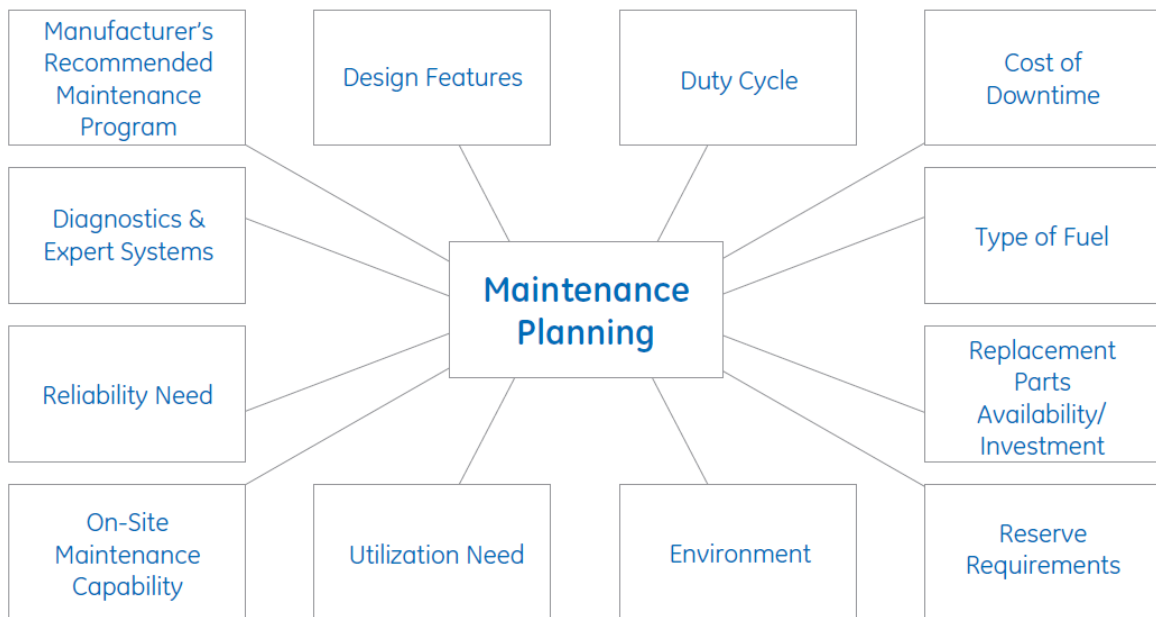 Manufacturer's
Recommended
Maintenance
Program
Design Features
Duty Cycle
Cost of
Downtime
Diagnostics &
Expert Systems
Type of Fuel
Maintenance
Planning
Reliability Need
Replacement
Parts
Availability/
Investment
On-Site
Maintenance
Capability
Utilization Need
Environment
Reserve
Requirements